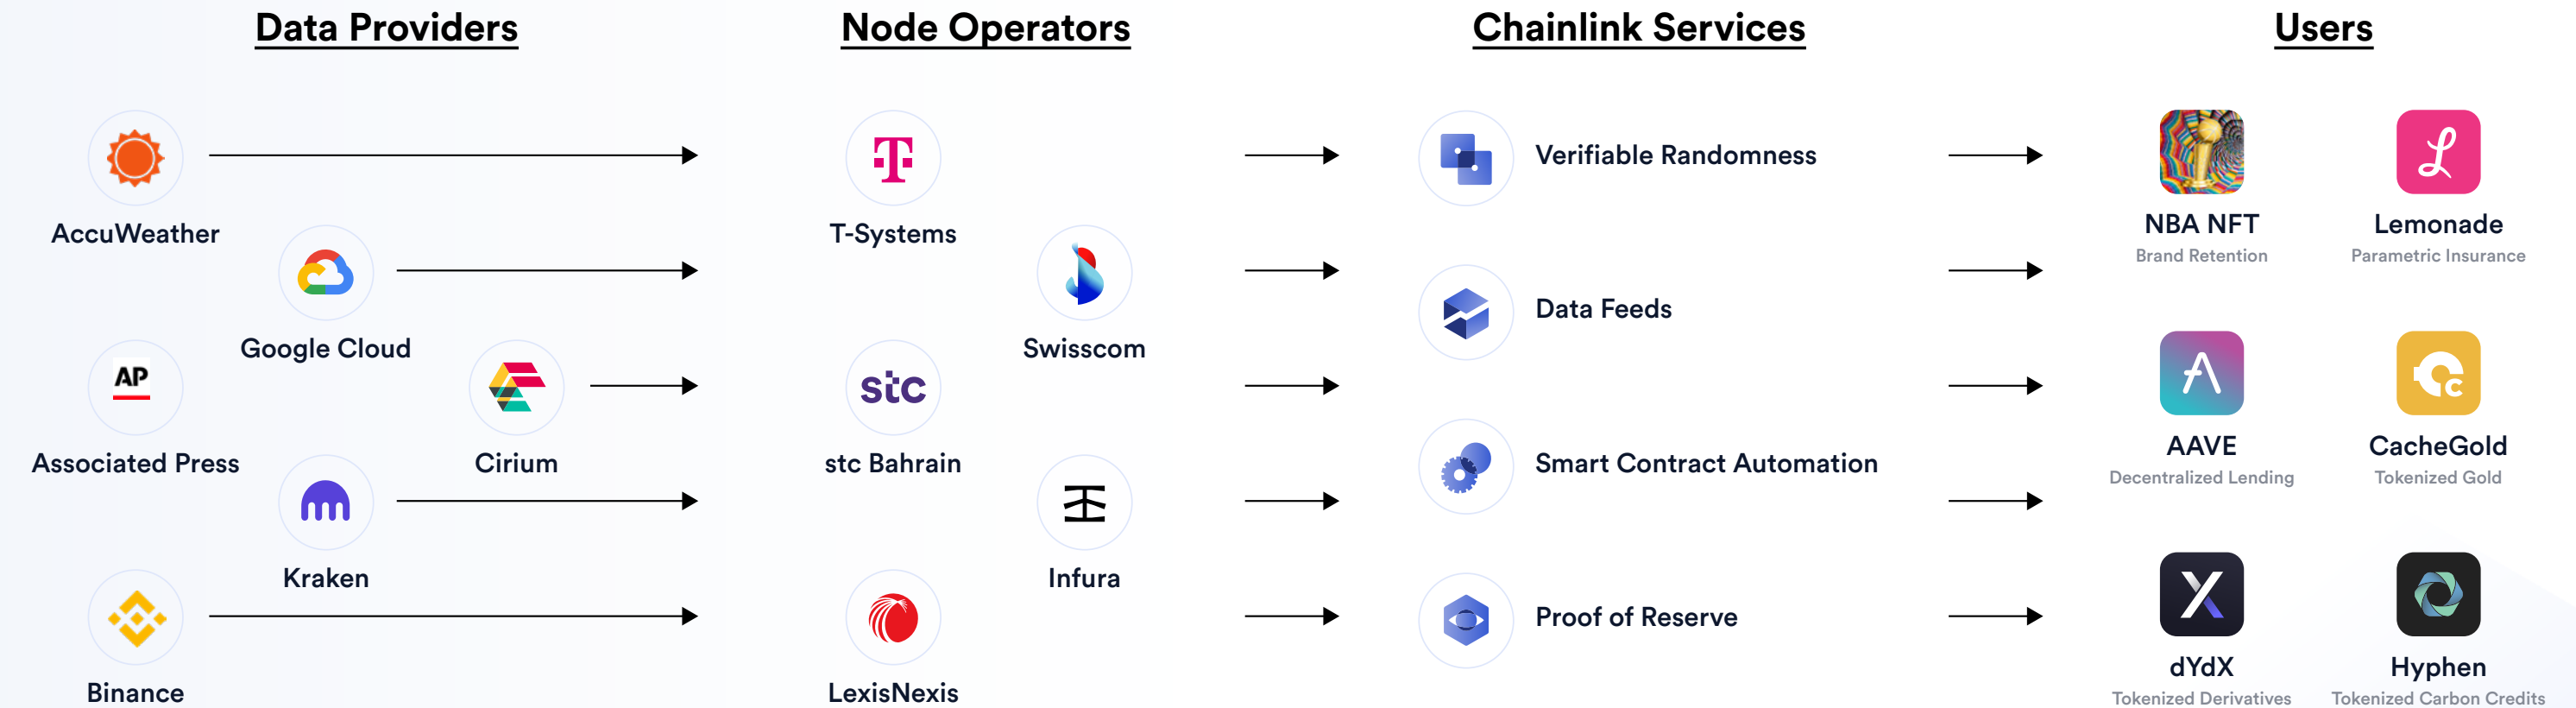 Data Providers
Node Operators
Chainlink Services
Users
AccuWeather
Google Cloud
AP
Associated Press
Cirium
Kraken
Binance
T
T-Systems
Swisscom
stc
stc Bahrain
Infura
LexisNexis
Verifiable Randomness
Data Feeds
Smart Contract Automation
Proof of Reserve
NBA NFT
Brand Retention
L
Lemonade
Parametric Insurance
AAVE
Decentralized Lending
C
CacheGold
Tokenized Gold
X
dYdX
Tokenized Derivatives
Hyphen
Tokenized Carbon Credits